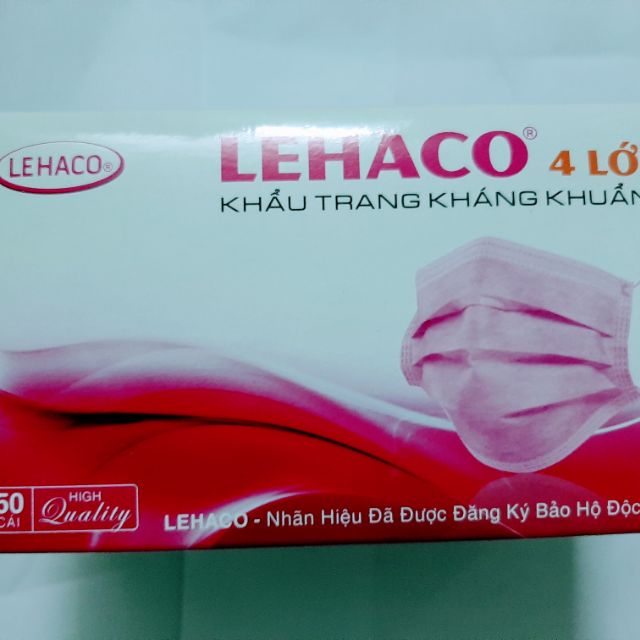 LEHACO®
LEHACO® 4 LỚ
KHẨU TRANG KHÁNG KHUẨN
50
CÁI
HIGH
Quality
LEHACO - Nhãn Hiệu Đã Được Đăng Ký Bảo Hộ Độc